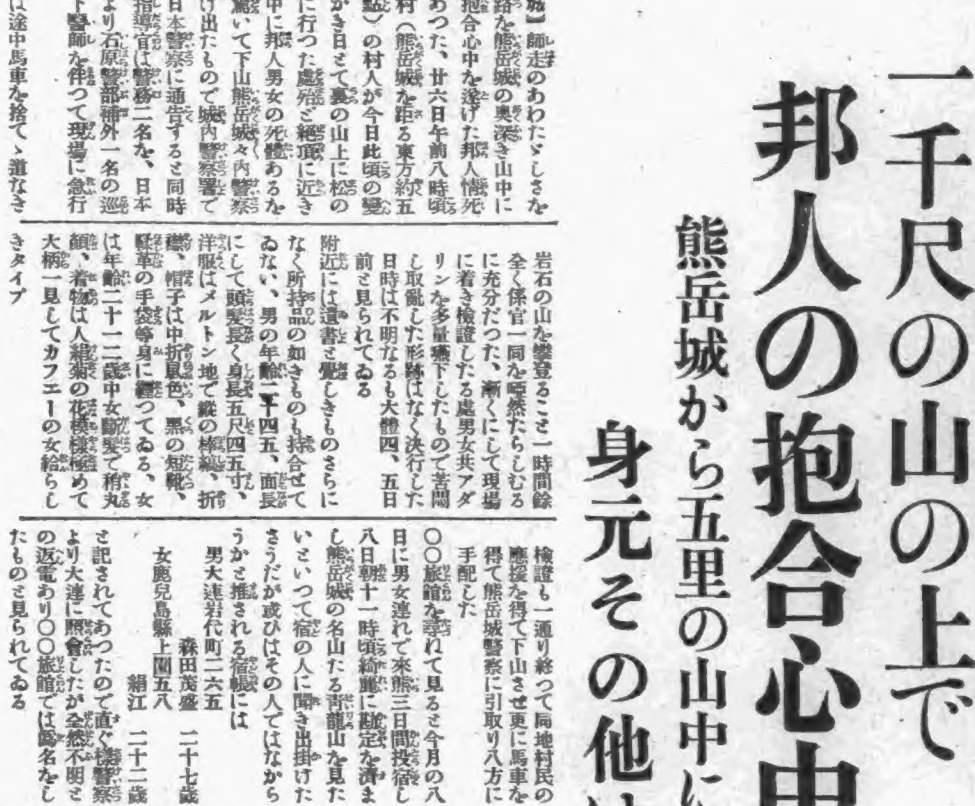 一千尺の山の上で
邦人の抱合心中
熊岳城から五里の山中に
身元その他は
城】師走のあわたゞしさを
路を熊岳城の奥深き山中に
抱合心中を遂げた邦人情死
あつた、廿六日午前八時頃
村（熊岳城を距る東方約五
點）の村人が今日此頃の變
かき日とて裏の山上に松の
に行つた處殆ど絶頂に近き
中に邦人男女の死體あるを
驚いて下山熊岳城々内警察
け出たもので城内警察署で
日本警察に通告すると同時
指導官は警務二名を、日本
より石原警部補外一名の巡
下醫師を伴つて現場に急行
は途中馬車を捨てゝ道なき
岩石の山を攀登ること一時間餘
全く係官一同を啞然たらしむる
に充分だつた、漸くにして現場
に着き檢證したる處男女共アダ
リンを多量嚥下したもので苦悶
し取亂した形跡はなく決行した
日時は不明なるも大體四、五日
前と見られてゐる
附近には遺書と覺しきものさらに
なく所持品の如きものも持合せて
ゐない、男の年齡二十四五、面長
にして頭髮長く身長五尺四五寸、
洋服はメルトン地で縱の棒縞、折
襟、帽子は中折鼠色、黑の短靴、
軽革の手袋等身に纏つてゐる、女
は年齡二十一二歳中女斷髮で稍丸
顔、着物は人絹菊の花模樣極めて
大柄一見してカフエーの女給らし
きタイプ
檢證も一通り終つて同地村民の
應援を得て下山させ更に馬車を
得て熊岳城警察に引取り八方に
手配した
〇〇旅館を尋ねて見ると今月の八
日に男女連れで來熊三日間投宿し
八日朝十一時頃綺麗に勘定を濟ま
し熊岳城の名山たる靑龍山を見た
いといつて宿の人に聞き出掛けた
さうだが或ひはその人ではなから
うかと推される宿帳には
男大連岩代町二六五
森田茂盛　二十七歳
女鹿兒島縣上園五八
絹江　二十二歳
と記されてあつたので直ぐ樣警察
より大連に照會したが全然不明と
の返電あり〇〇旅館では僞名をし
たものと見られてゐる